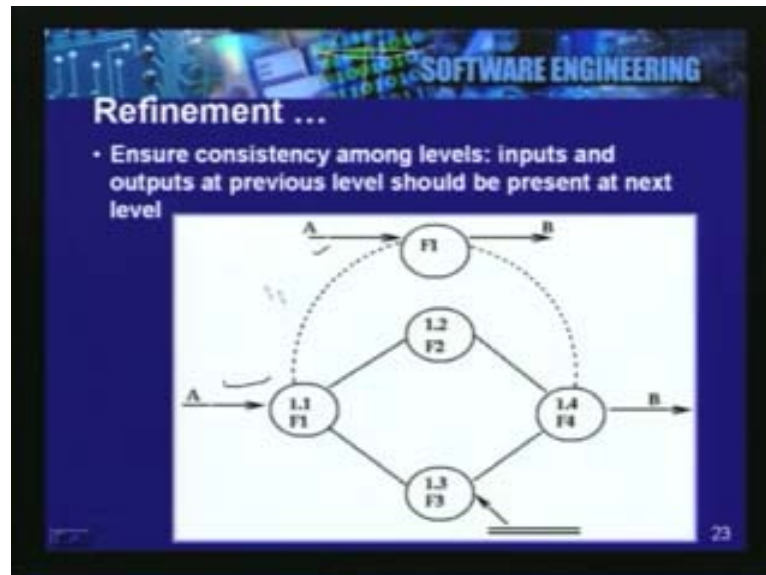 SOFTWARE ENGINEERING
Refinement ...
• Ensure consistency among levels: inputs and
outputs at previous level should be present at next
level
A
F1
B
1.2
F2
A
1.1
F1
1.4
F4
B
1.3
F3
23